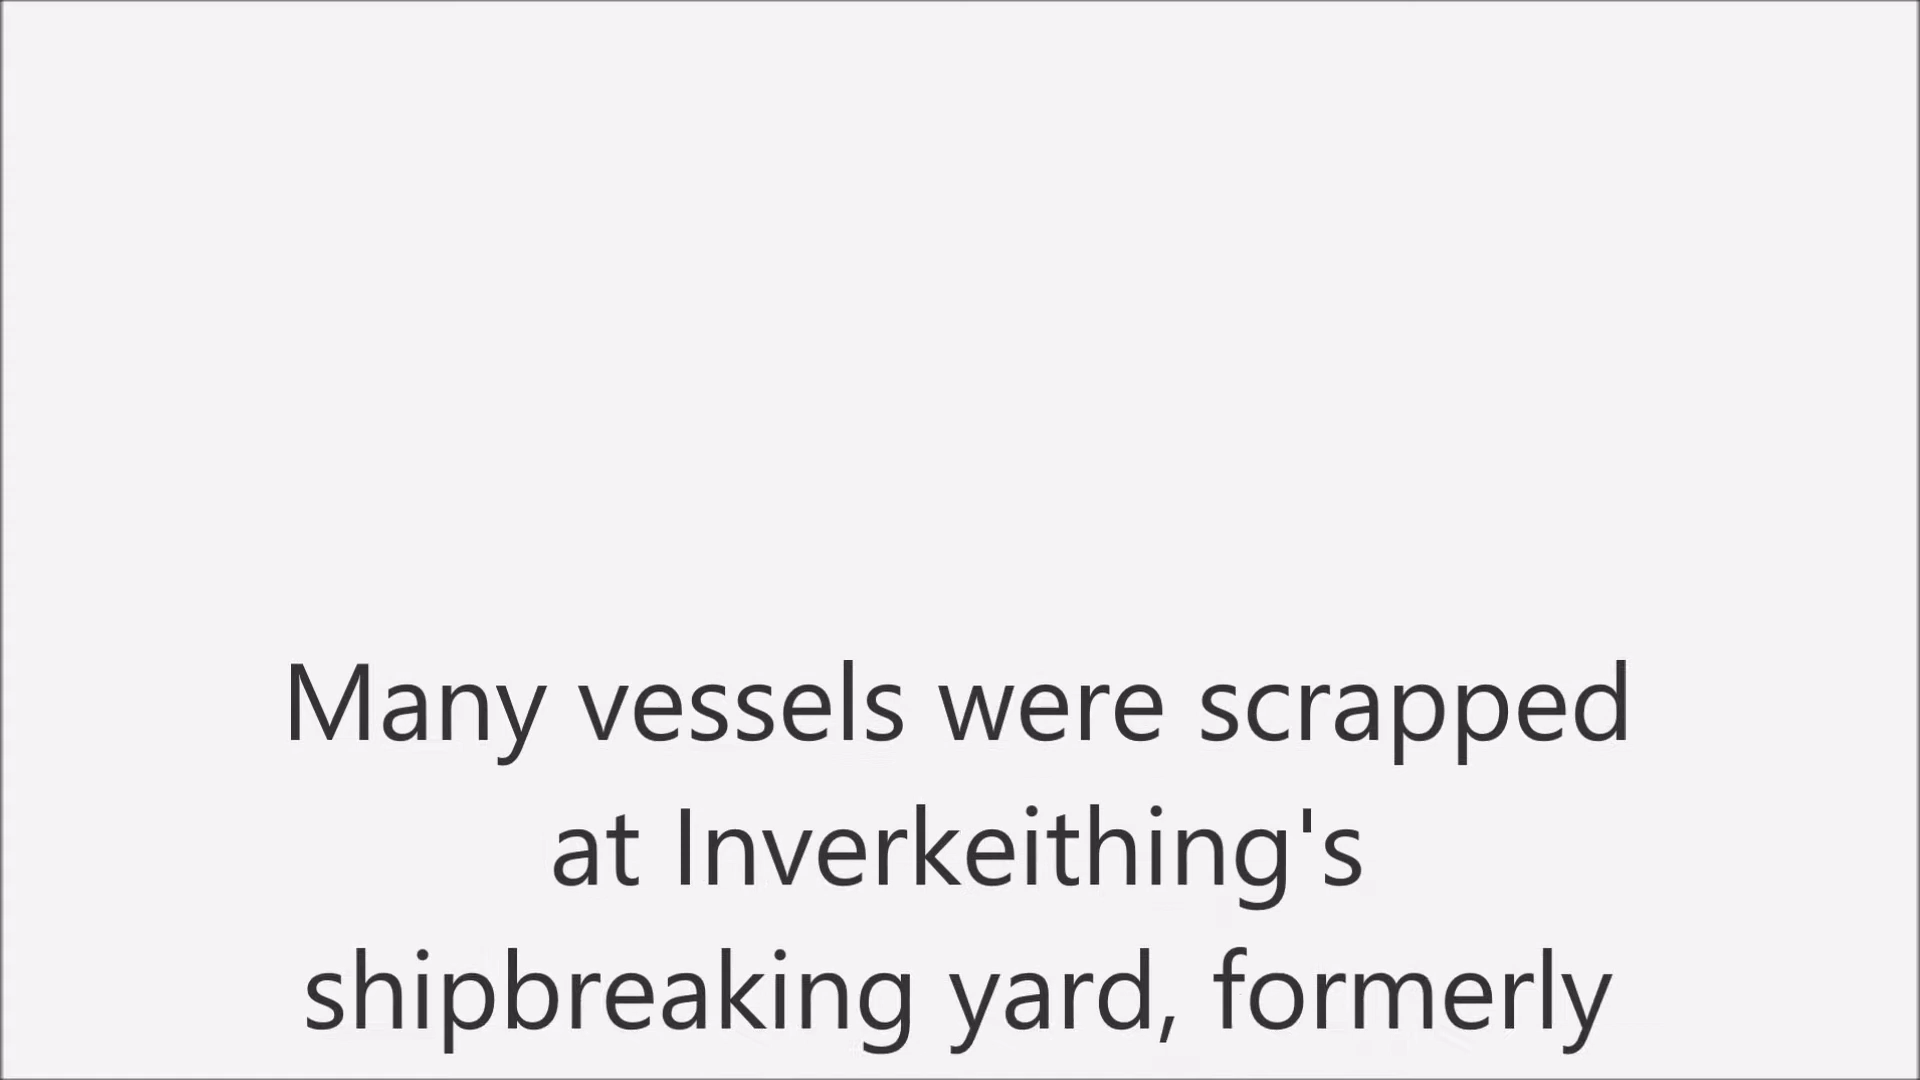 Many vessels were scrapped
at Inverkeithing's
shipbreaking yard, formerly